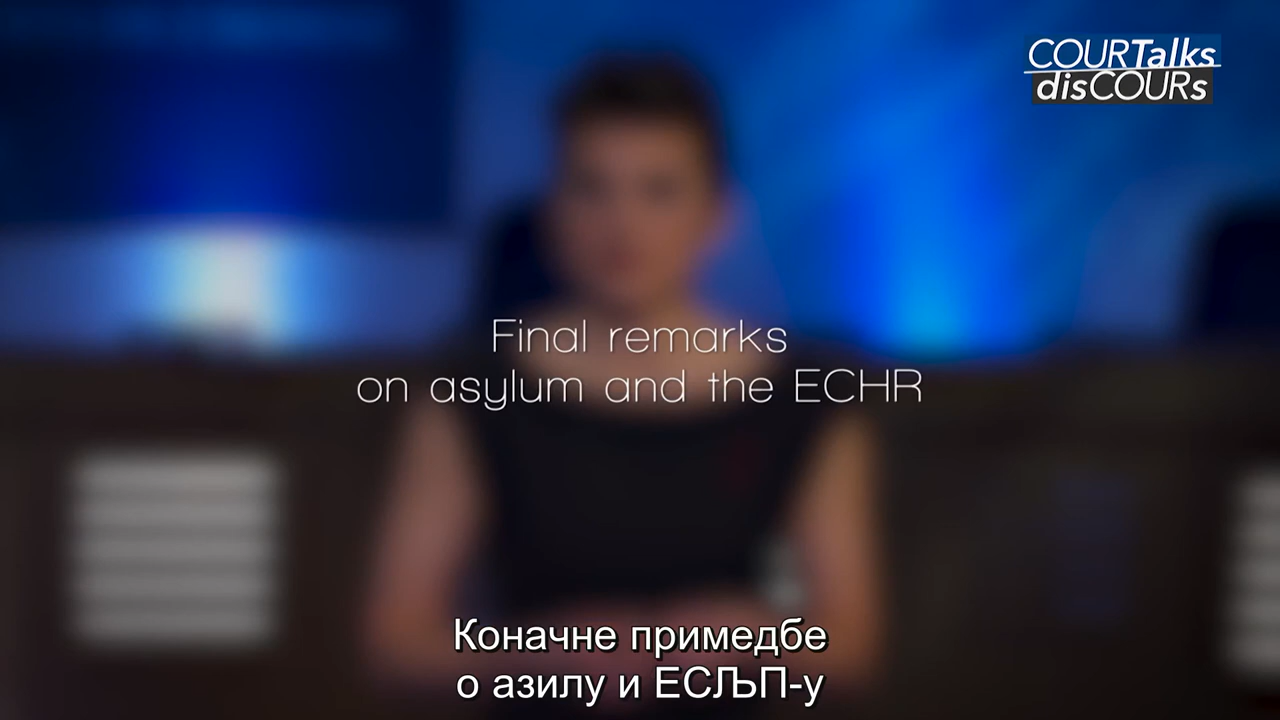 COURTalks
disCOURs
Final remarks
on asylum and the ECHR
Коначне примедбе
о азилу и ЕСЉП-у